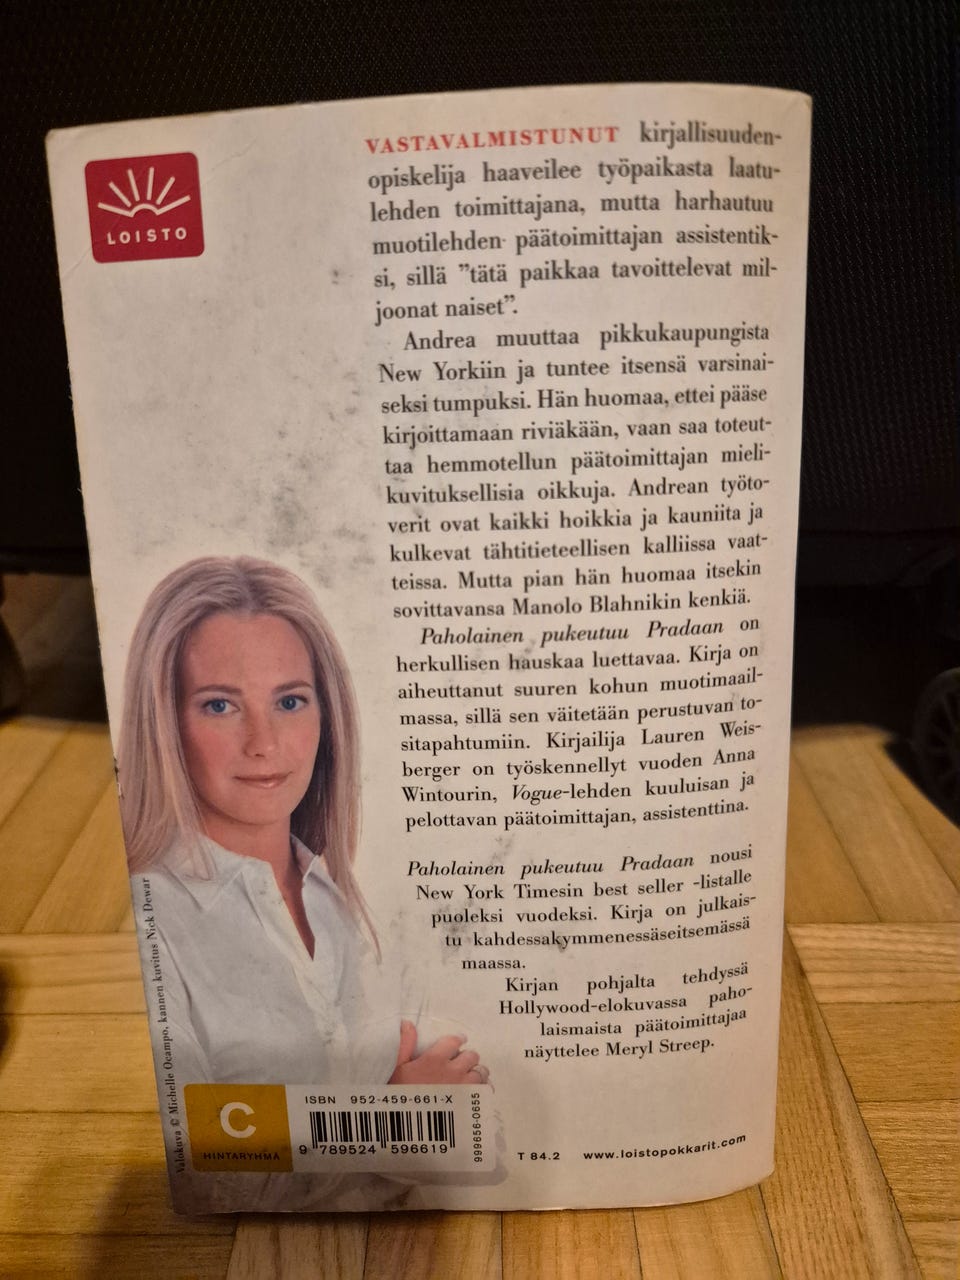 LOISTO
VASTAVALMISTUNUT kirjallisuuden-
opiskelija haaveilee työpaikasta laatu-
lehden toimittajana, mutta harhautuu
muotilehden päätoimittajan assistentik-
si, sillä ”tätä paikkaa tavoittelevat mil-
joonat naiset”.
Andrea muuttaa pikkukaupungista
New Yorkiin ja tuntee itsensä varsinai-
seksi tumpuksi. Hän huomaa, ettei pääse
kirjoittamaan riviäkään, vaan saa toteut-
taa hemmotellun päätoimittajan mieli-
kuvituksellisia oikkuja. Andrean työto-
verit ovat kaikki hoikkia ja kauniita ja
kulkevat tähtitieteellisen kalliissa vaat-
teissa. Mutta pian hän huomaa itsekin
sovittavansa Manolo Blahnikin kenkiä.
Paholainen pukeutuu Pradaan on
herkullisen hauskaa luettavaa. Kirja on
aiheuttanut suuren kohun muotimaail-
massa, sillä sen väitetään perustuvan to-
sitapahtumiin. Kirjailija Lauren Weis-
berger on työskennellyt vuoden Anna
Wintourin, Vogue-lehden kuuluisan ja
pelottavan päätoimittajan, assistenttina.
Paholainen pukeutuu Pradaan nousi
New York Timesin best seller -listalle
puoleksi vuodeksi. Kirja on julkais-
tu kahdessakymmenessäseitsemässä
maassa.
Kirjan pohjalta tehdyssä
Hollywood-elokuvassa paho-
laismaista päätoimittajaa
näyttelee Meryl Streep.
Valokuva © Michelle Ocampo, kannen kuvitus Nick Dewar
C
HINTARYHMÄ
ISBN 952-459-661-X
9 789524 596619
999656-0655
T 84.2 www.loistopokkarit.com